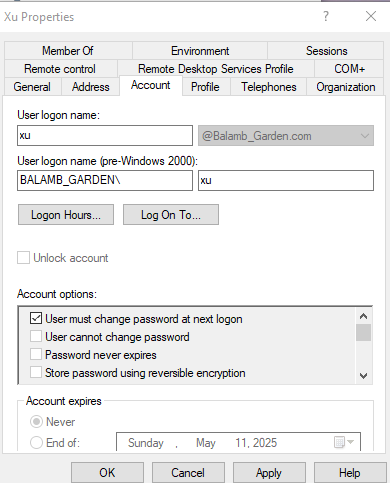 Xu Properties
Member Of Environment Sessions
Remote control Remote Desktop Services Profile COM+
General Address Account Profile Telephones Organization
User logon name:
xu @Balamb_Garden.com
User logon name (pre-Windows 2000):
BALAMB_GARDEN\ xu
Logon Hours... Log On To...
Unlock account
Account options:
User must change password at next logon
User cannot change password
Password never expires
Store password using reversible encryption
Account expires
Never
End of: Sunday , May 11, 2025
OK Cancel Apply Help